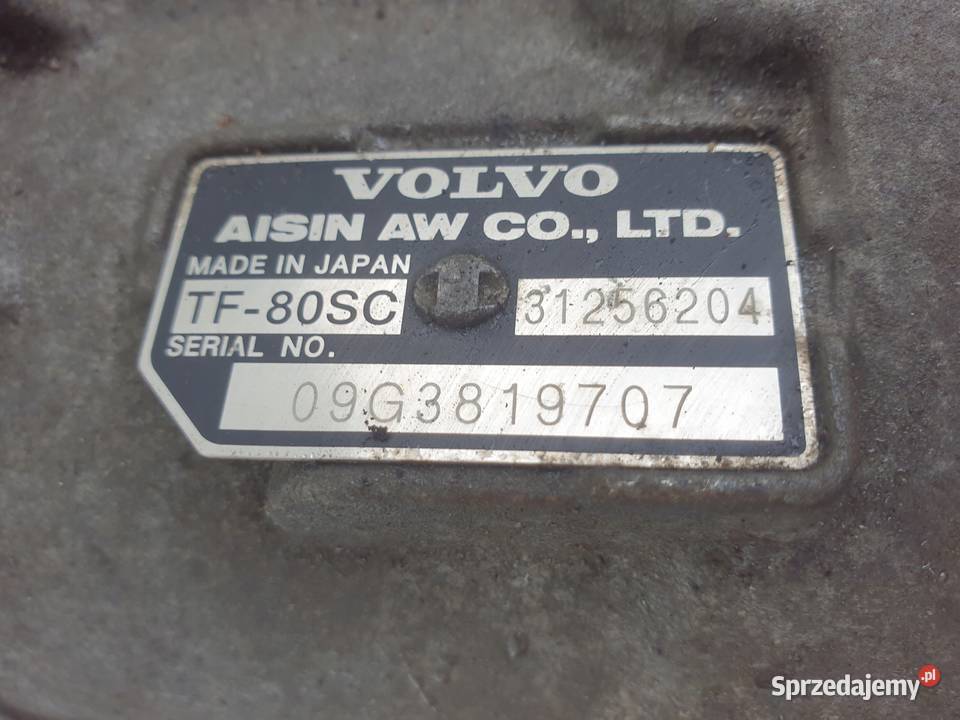 VOLVO
AISIN AW CO., LTD.
MADE IN JAPAN
TF-80SC 31256204
SERIAL NO.
09G3819707
Sprzedajemy.pl